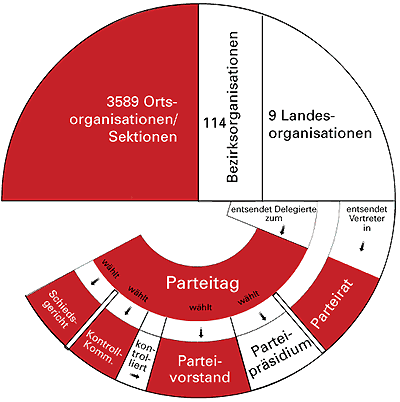 3589 Orts-
organisationen/
Sektionen
114
Bezirksorganisationen
9 Landes-
organisationen
entsendet Delegierte
zum
entsendet
Vertreter
in
Parteitag
wählt
wählt
wählt
wählt
Schieds-
gericht
Kontroll-
Komm.
kon-
trol-
liert
Partei-
vorstand
Partei-
präsidium
Parteirat